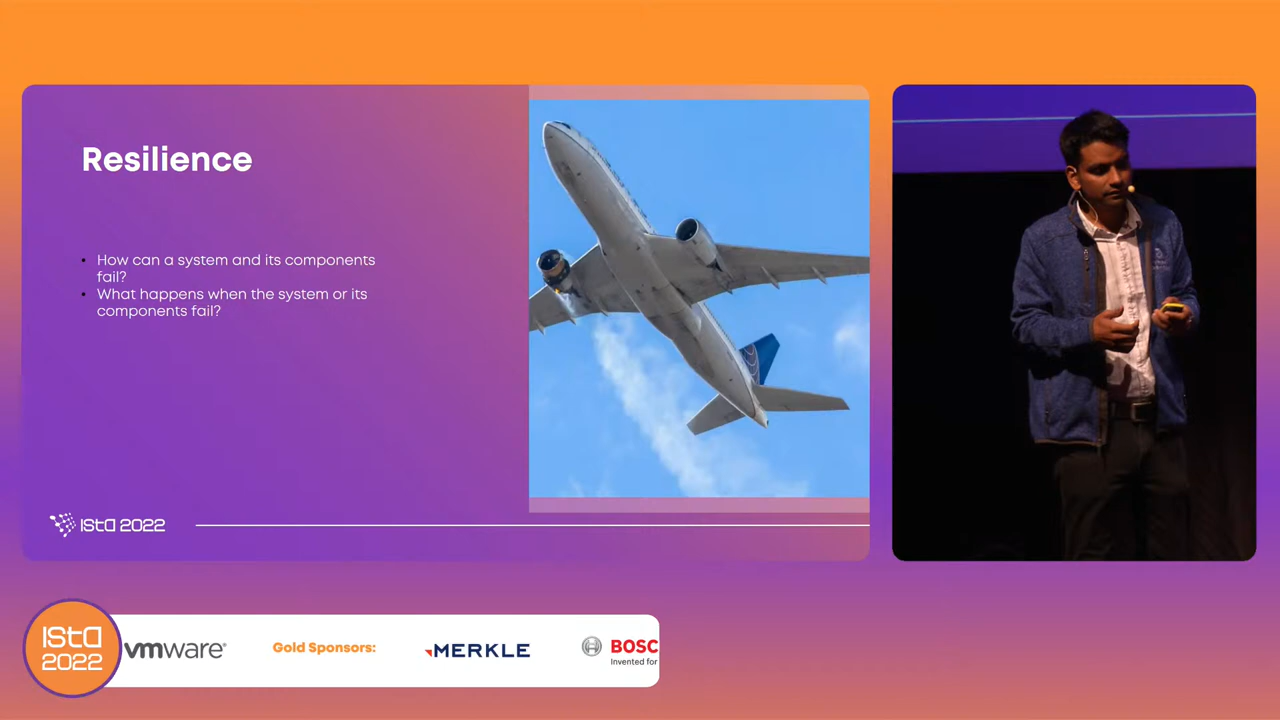 Resilience
• How can a system and its components
fail?
• What happens when the system or its
components fail?
ISTA 2022
ISTA
2022
vmware®
Gold Sponsors:
MERKLE
BOSC
Invented for